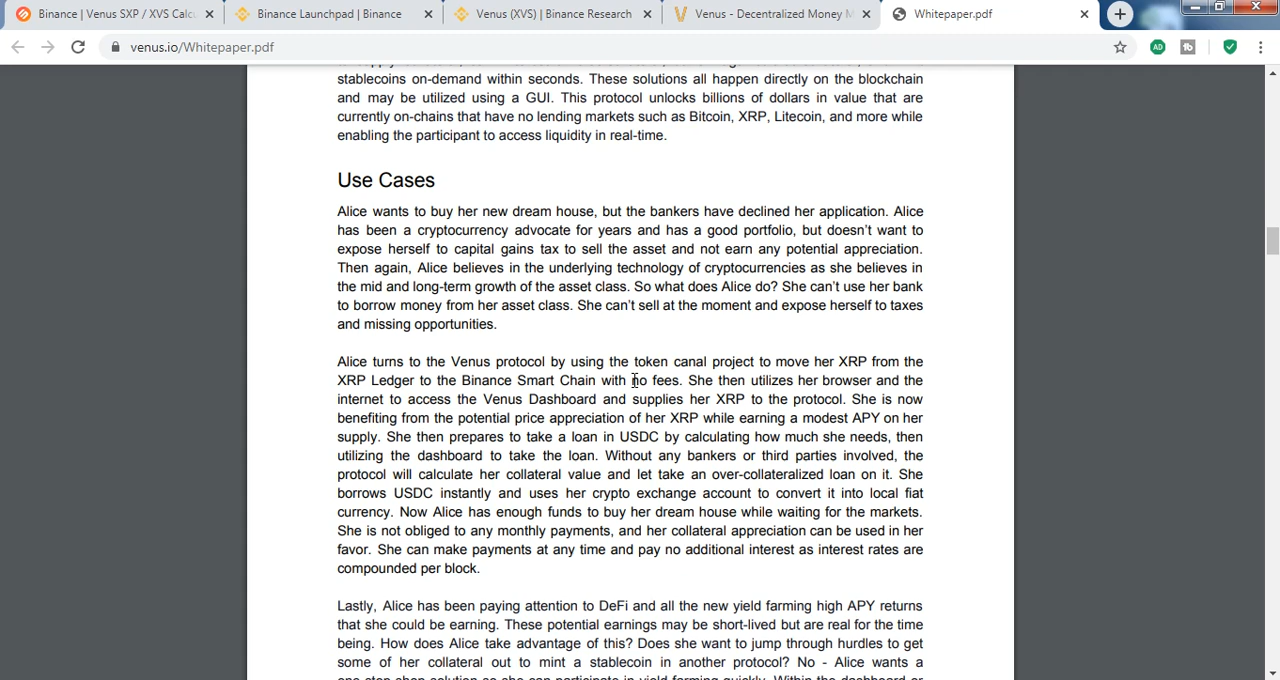 Binance | Venus SXP / XVS Calc
Binance Launchpad | Binance
Venus (XVS) | Binance Research
Venus - Decentralized Money M
Whitepaper.pdf
venus.io/Whitepaper.pdf
stablecoins on-demand within seconds. These solutions all happen directly on the blockchain
and may be utilized using a GUI. This protocol unlocks billions of dollars in value that are
currently on-chains that have no lending markets such as Bitcoin, XRP, Litecoin, and more while
enabling the participant to access liquidity in real-time.
Use Cases
Alice wants to buy her new dream house, but the bankers have declined her application. Alice
has been a cryptocurrency advocate for years and has a good portfolio, but doesn't want to
expose herself to capital gains tax to sell the asset and not earn any potential appreciation.
Then again, Alice believes in the underlying technology of cryptocurrencies as she believes in
the mid and long-term growth of the asset class. So what does Alice do? She can't use her bank
to borrow money from her asset class. She can't sell at the moment and expose herself to taxes
and missing opportunities.
Alice turns to the Venus protocol by using the token canal project to move her XRP from the
XRP Ledger to the Binance Smart Chain with no fees. She then utilizes her browser and the
internet to access the Venus Dashboard and supplies her XRP to the protocol. She is now
benefiting from the potential price appreciation of her XRP while earning a modest APY on her
supply. She then prepares to take a loan in USDC by calculating how much she needs, then
utilizing the dashboard to take the loan. Without any bankers or third parties involved, the
protocol will calculate her collateral value and let take an over-collateralized loan on it. She
borrows USDC instantly and uses her crypto exchange account to convert it into local fiat
currency. Now Alice has enough funds to buy her dream house while waiting for the markets.
She is not obliged to any monthly payments, and her collateral appreciation can be used in her
favor. She can make payments at any time and pay no additional interest as interest rates are
compounded per block.
Lastly, Alice has been paying attention to DeFi and all the new yield farming high APY returns
that she could be earning. These potential earnings may be short-lived but are real for the time
being. How does Alice take advantage of this? Does she want to jump through hurdles to get
some of her collateral out to mint a stablecoin in another protocol? No - Alice wants a
one-stop shop solution so she can participate in yield farming quickly. Within the dashboard or